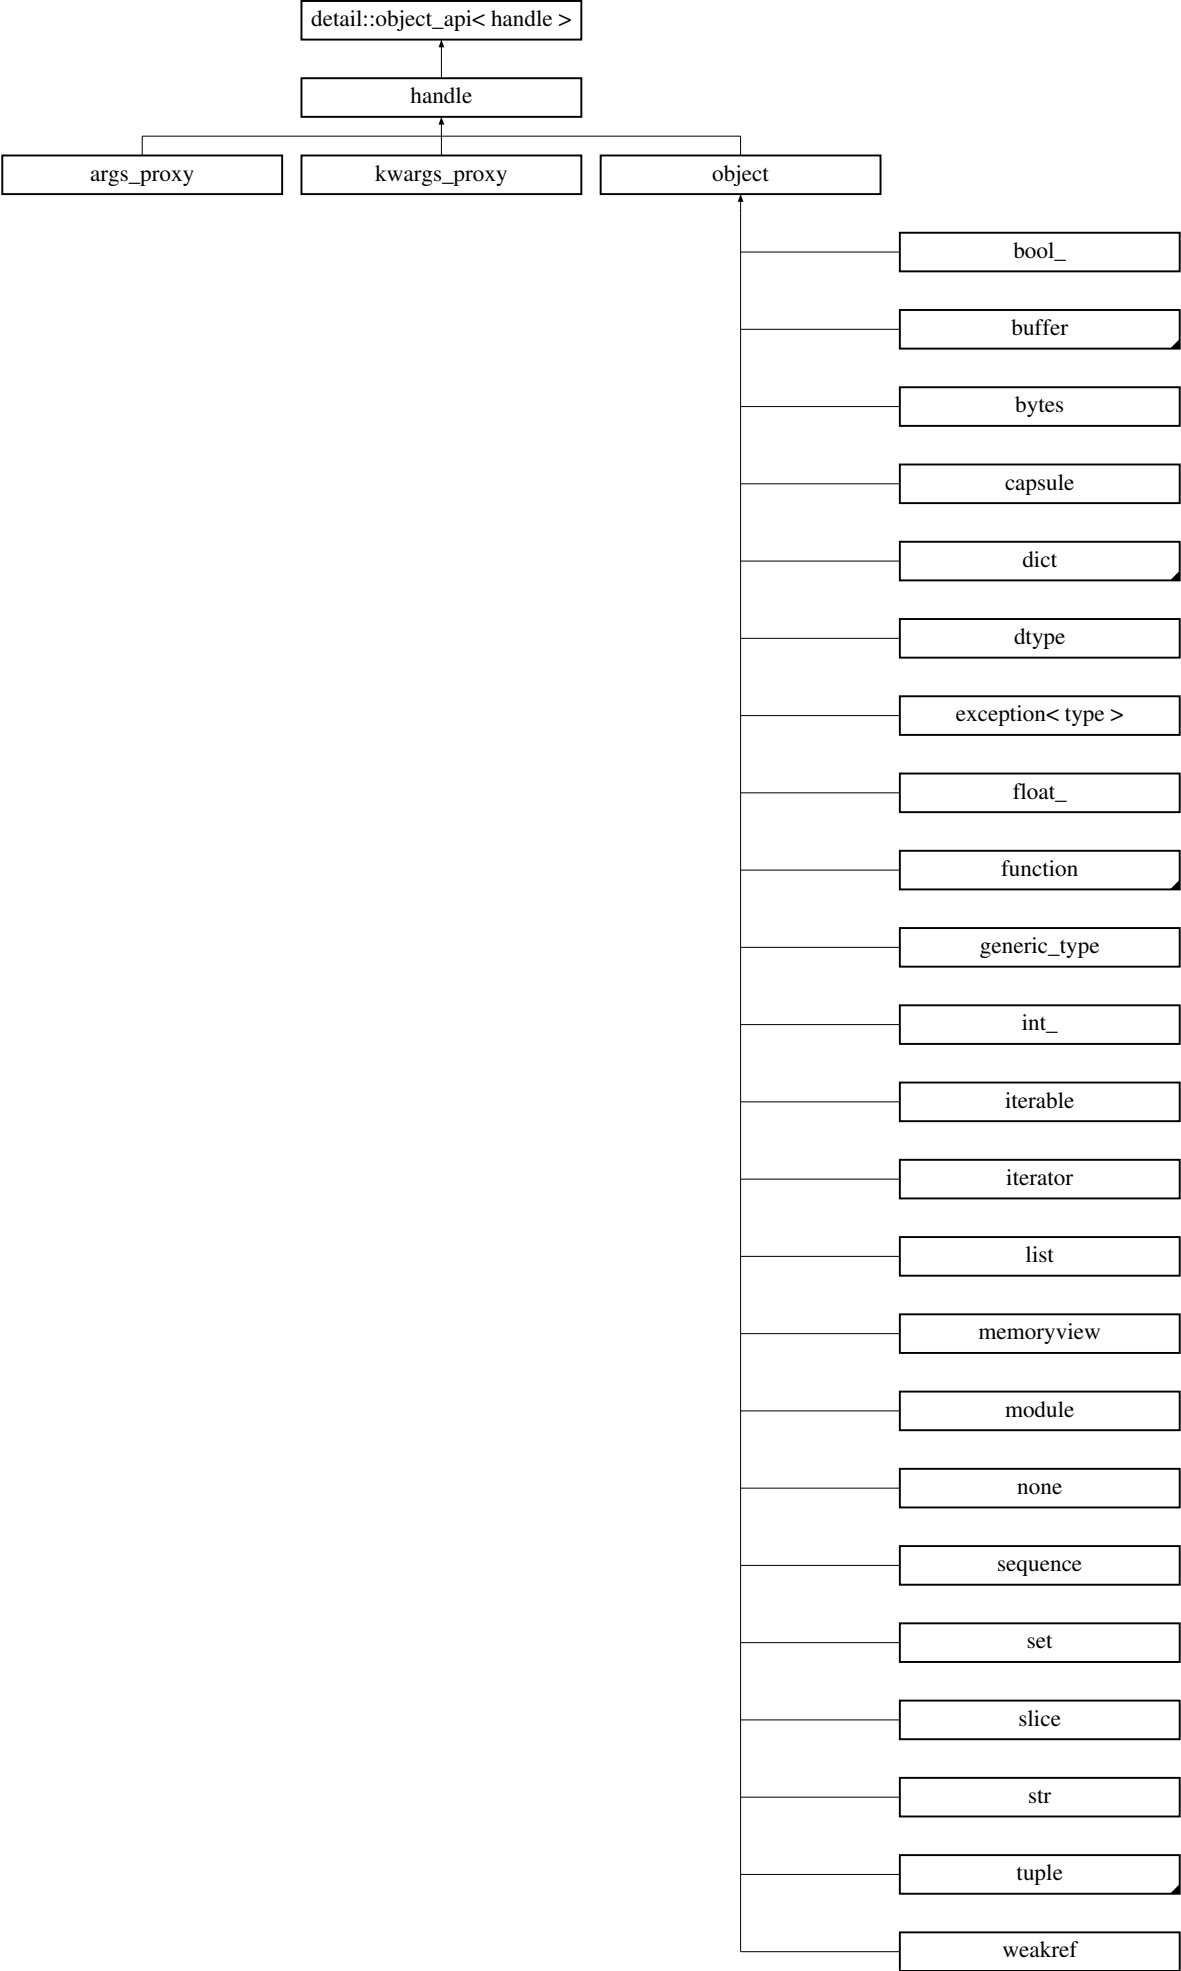 detail::object_api< handle >
handle
args_proxy
kwargs_proxy
object
bool_
buffer
bytes
capsule
dict
dtype
exception< type >
float_
function
generic_type
int_
iterable
iterator
list
memoryview
module
none
sequence
set
slice
str
tuple
weakref